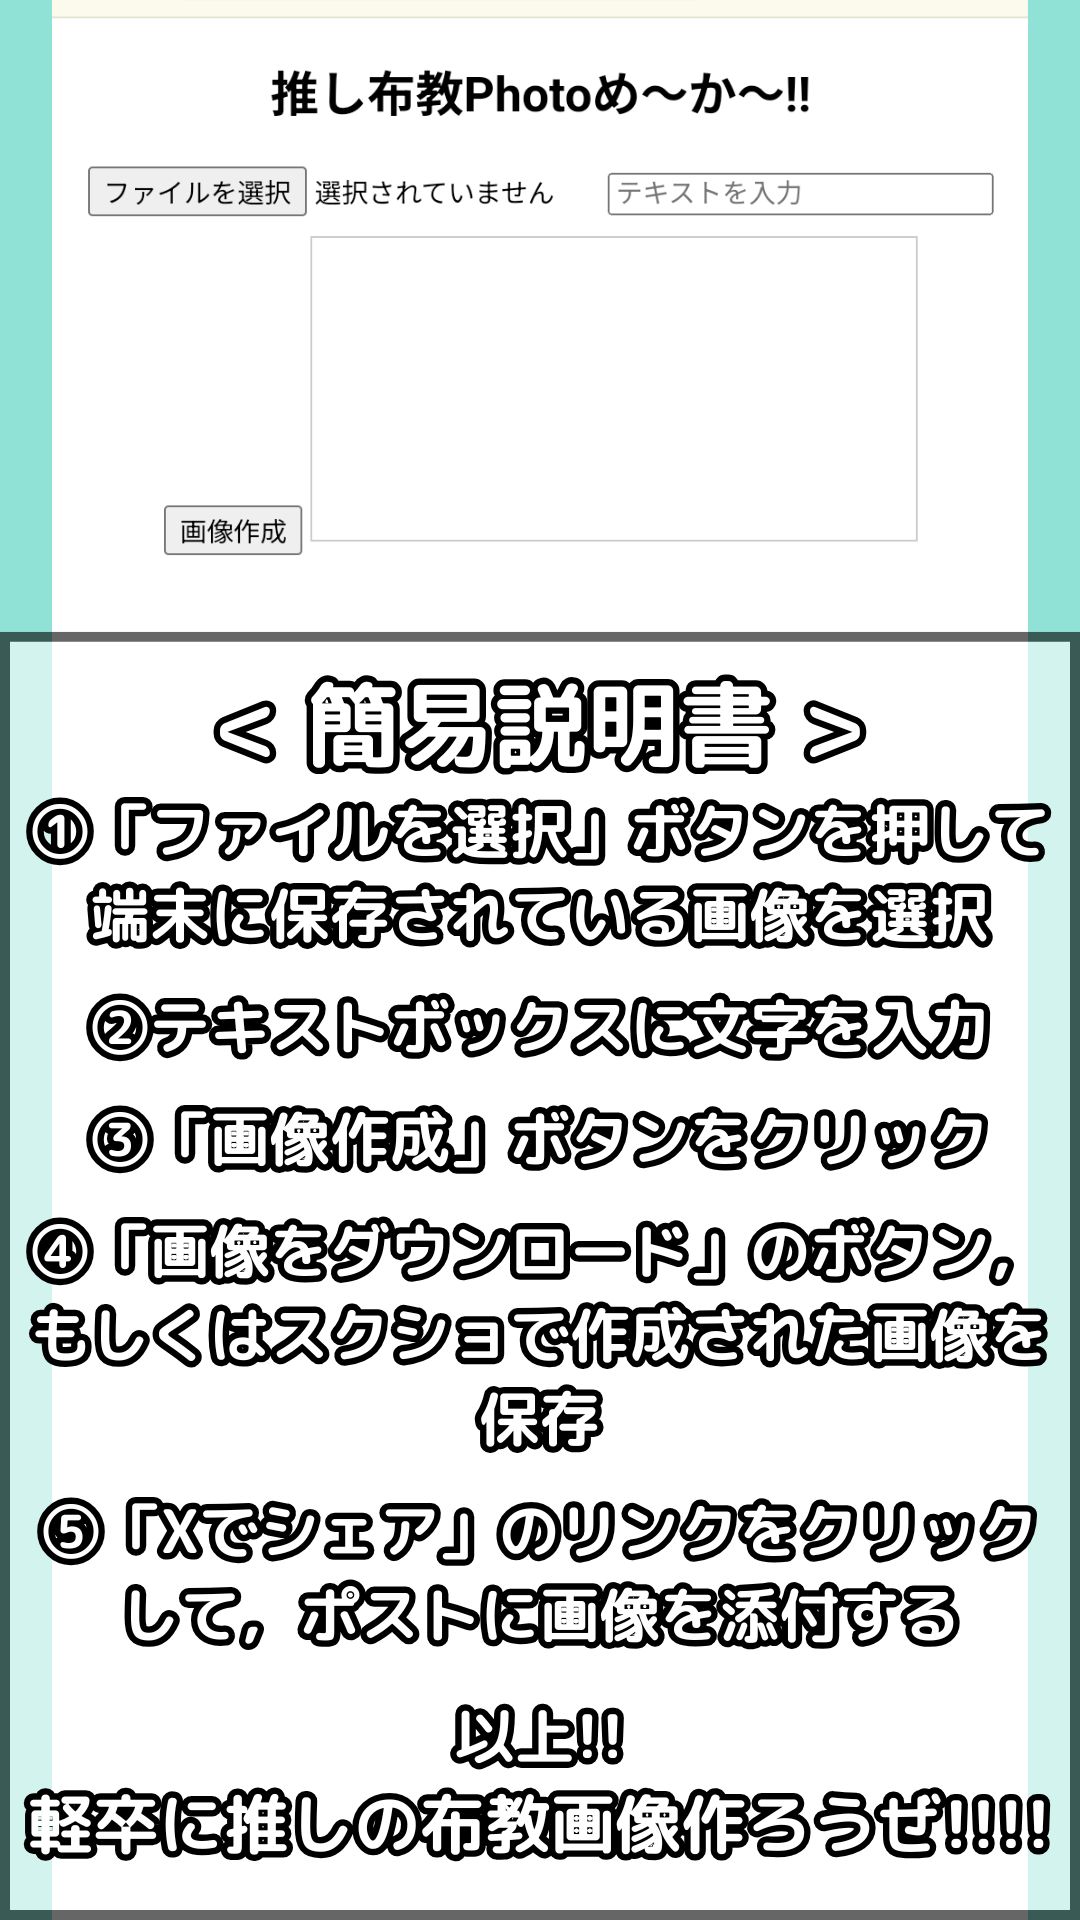 推し布教Photoめ〜か〜!!
ファイルを選択 選択されていません テキストを入力
画像作成
< 簡易説明書 >
①「ファイルを選択」ボタンを押して
端末に保存されている画像を選択
②テキストボックスに文字を入力
③「画像作成」ボタンをクリック
④「画像をダウンロード」のボタン,
もしくはスクショで作成された画像を
保存
⑤「Xでシェア」のリンクをクリック
して, ポストに画像を添付する
以上!!
軽卒に推しの布教画像作ろうぜ!!!!